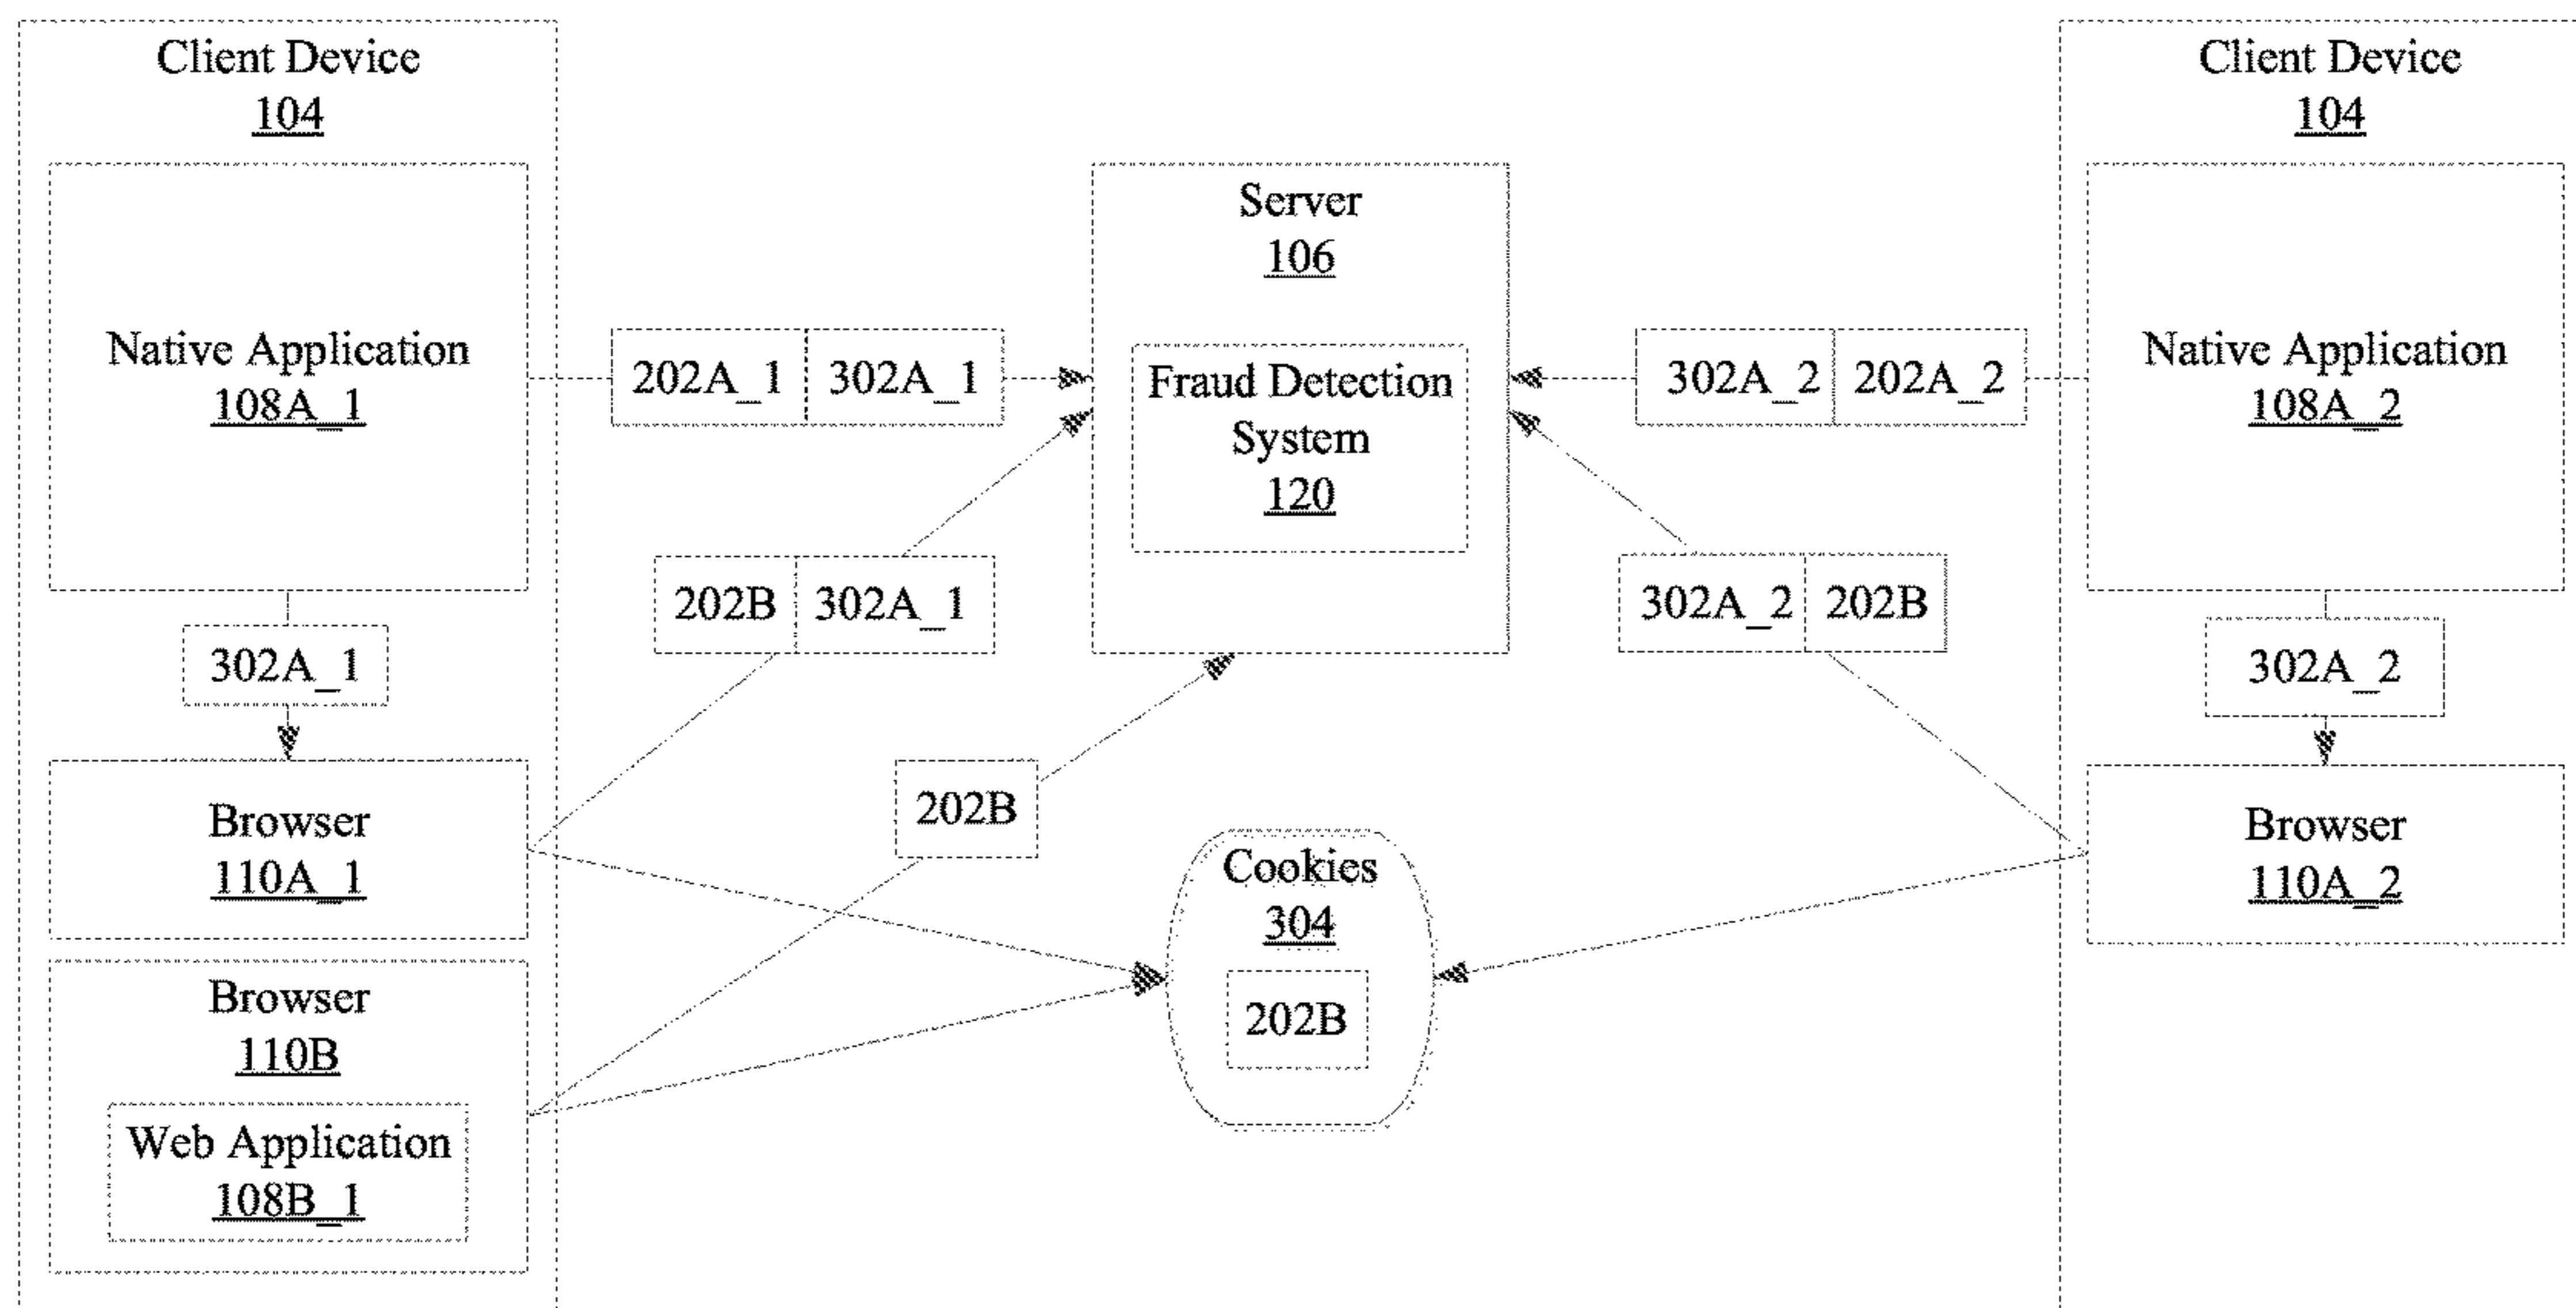 Client Device
104
Native Application
108A_1
302A_1
Browser
110A_1
Browser
110B
Web Application
108B_1
202A_1 302A_1
202B 302A_1
202B
Server
106
Fraud Detection
System
120
Cookies
304
202B
302A_2 202A_2
302A_2 202B
Client Device
104
Native Application
108A_2
302A_2
Browser
110A_2